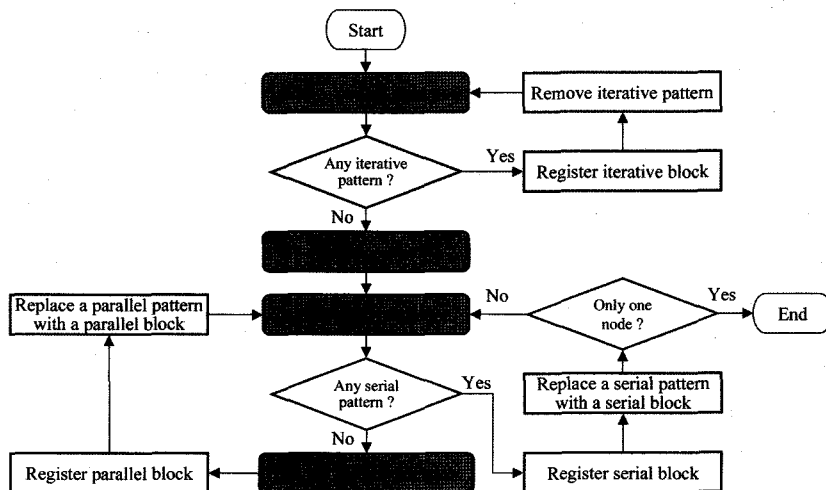 Start
Remove iterative pattern
Any iterative
pattern ?
Yes
Register iterative block
No
Replace a parallel pattern
with a parallel block
No
Only one
node ?
Yes
End
Any serial
pattern ?
Yes
Replace a serial pattern
with a serial block
No
Register parallel block
Register serial block